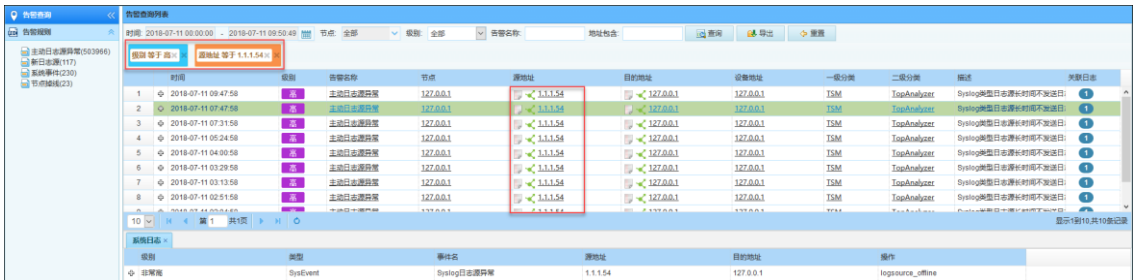 告警查询
告警查询列表
告警规则
时间: 2018-07-11 00:00:00 - 2018-07-11 09:50:49 节点: 全部 级别: 全部 告警名称: 地址包含: 查询 导出 重置
主动日志源异常(503966)
新日志源(117)
系统事件(230)
节点掉线(23)
级别 等于 高 × 源地址 等于 1.1.1.54 ×
时间 级别 告警名称 节点 源地址 目的地址 设备地址 一级分类 二级分类 描述 关联日志
1 2018-07-11 09:47:58 高 主动日志源异常 127.0.0.1 1.1.1.54 127.0.0.1 127.0.0.1 TSM TopAnalyzer Syslog类型日志源长时间不发送日 1
2 2018-07-11 07:47:58 高 主动日志源异常 127.0.0.1 1.1.1.54 127.0.0.1 127.0.0.1 TSM TopAnalyzer Syslog类型日志源长时间不发送日 1
3 2018-07-11 07:31:58 高 主动日志源异常 127.0.0.1 1.1.1.54 127.0.0.1 127.0.0.1 TSM TopAnalyzer Syslog类型日志源长时间不发送日 1
4 2018-07-11 05:24:58 高 主动日志源异常 127.0.0.1 1.1.1.54 127.0.0.1 127.0.0.1 TSM TopAnalyzer Syslog类型日志源长时间不发送日 1
5 2018-07-11 04:00:58 高 主动日志源异常 127.0.0.1 1.1.1.54 127.0.0.1 127.0.0.1 TSM TopAnalyzer Syslog类型日志源长时间不发送日 1
6 2018-07-11 03:29:58 高 主动日志源异常 127.0.0.1 1.1.1.54 127.0.0.1 127.0.0.1 TSM TopAnalyzer Syslog类型日志源长时间不发送日 1
7 2018-07-11 03:13:58 高 主动日志源异常 127.0.0.1 1.1.1.54 127.0.0.1 127.0.0.1 TSM TopAnalyzer Syslog类型日志源长时间不发送日 1
8 2018-07-11 02:51:58 高 主动日志源异常 127.0.0.1 1.1.1.54 127.0.0.1 127.0.0.1 TSM TopAnalyzer Syslog类型日志源长时间不发送日 1
10 第 1 共1页 显示1到10,共10条记录
系统日志 ×
级别 类型 事件名 源地址 目的地址 操作
非常高 SysEvent Syslog日志源异常 1.1.1.54 127.0.0.1 logsource_offline